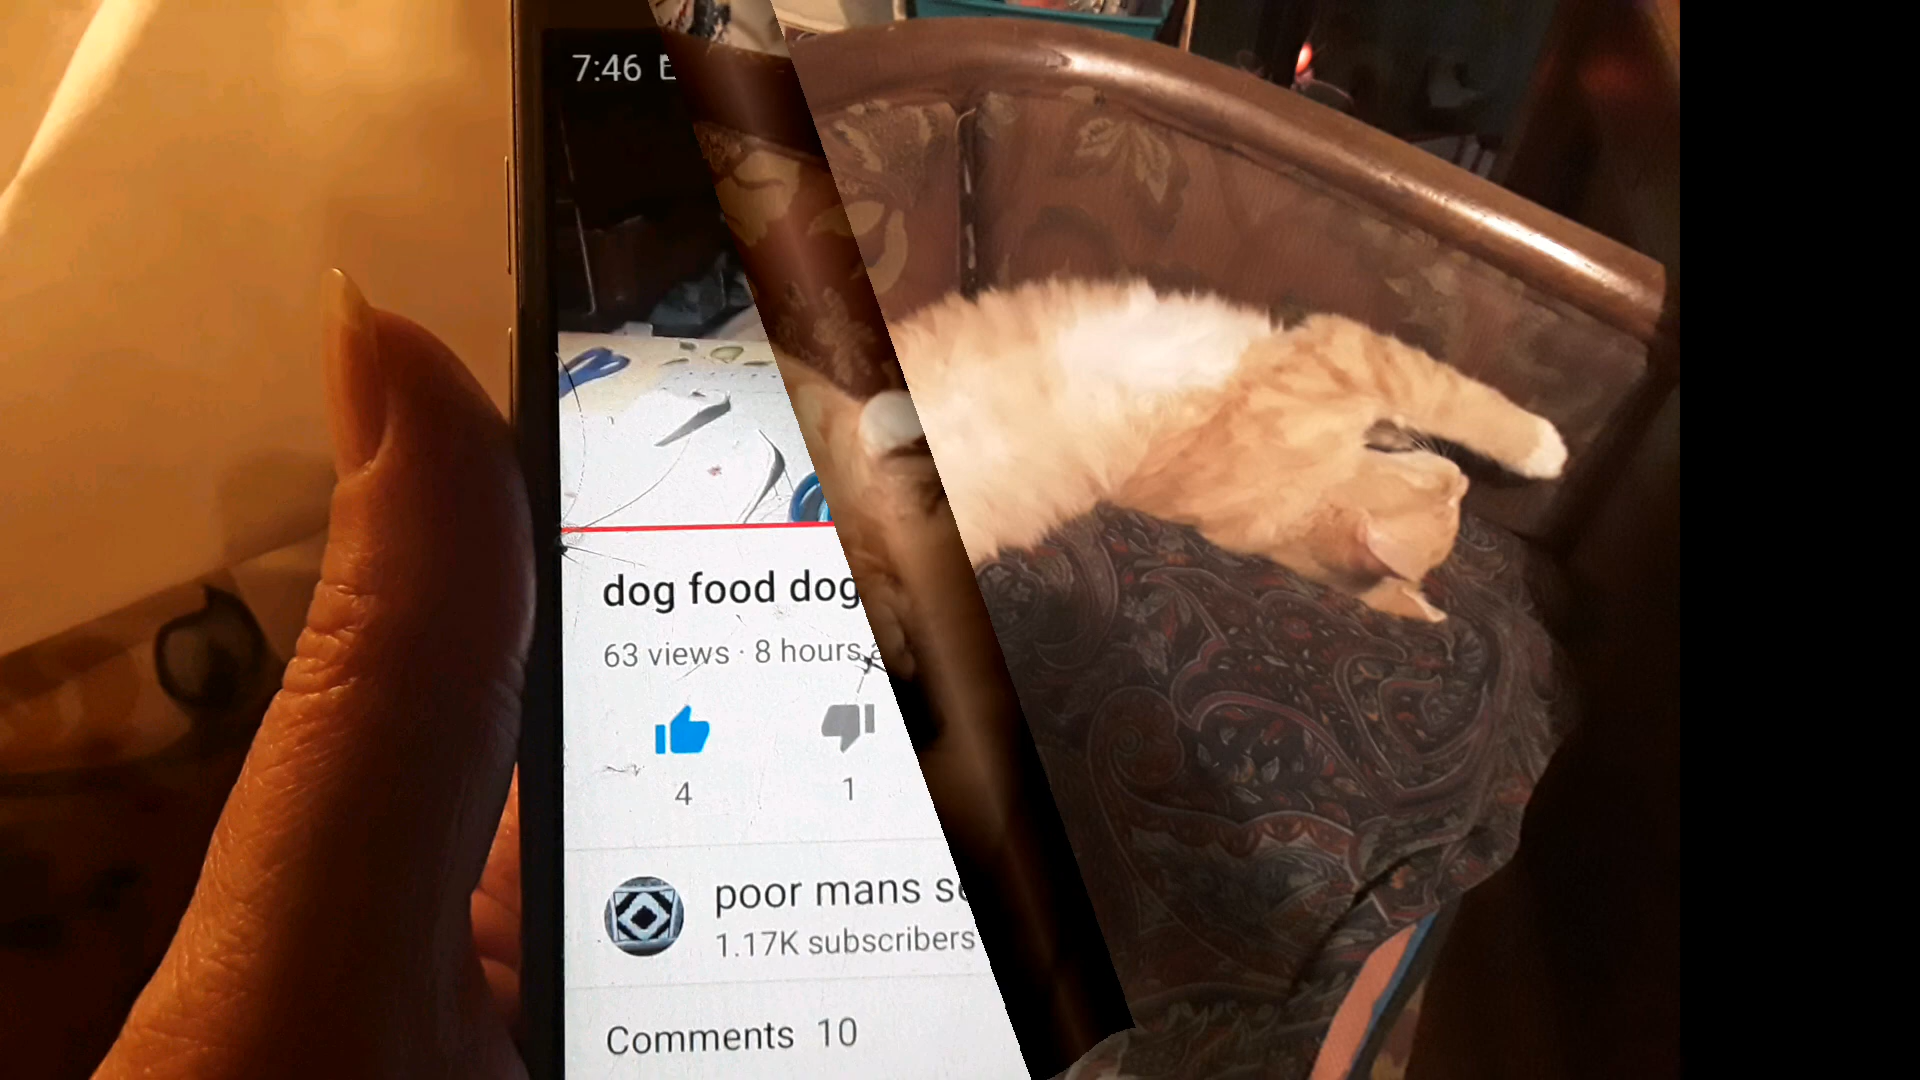 7:46
dog food dog
63 views · 8 hours
4
1
poor mans
1.17K subscribers
Comments 10